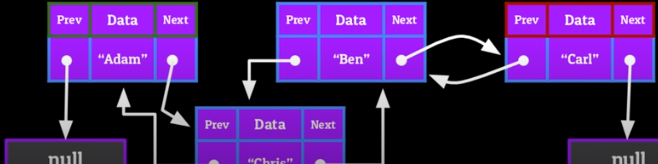 Prev Data Next
"Adam"
Prev Data Next
"Ben"
Prev Data Next
"Carl"
Prev Data Next
"Chris"
null
null